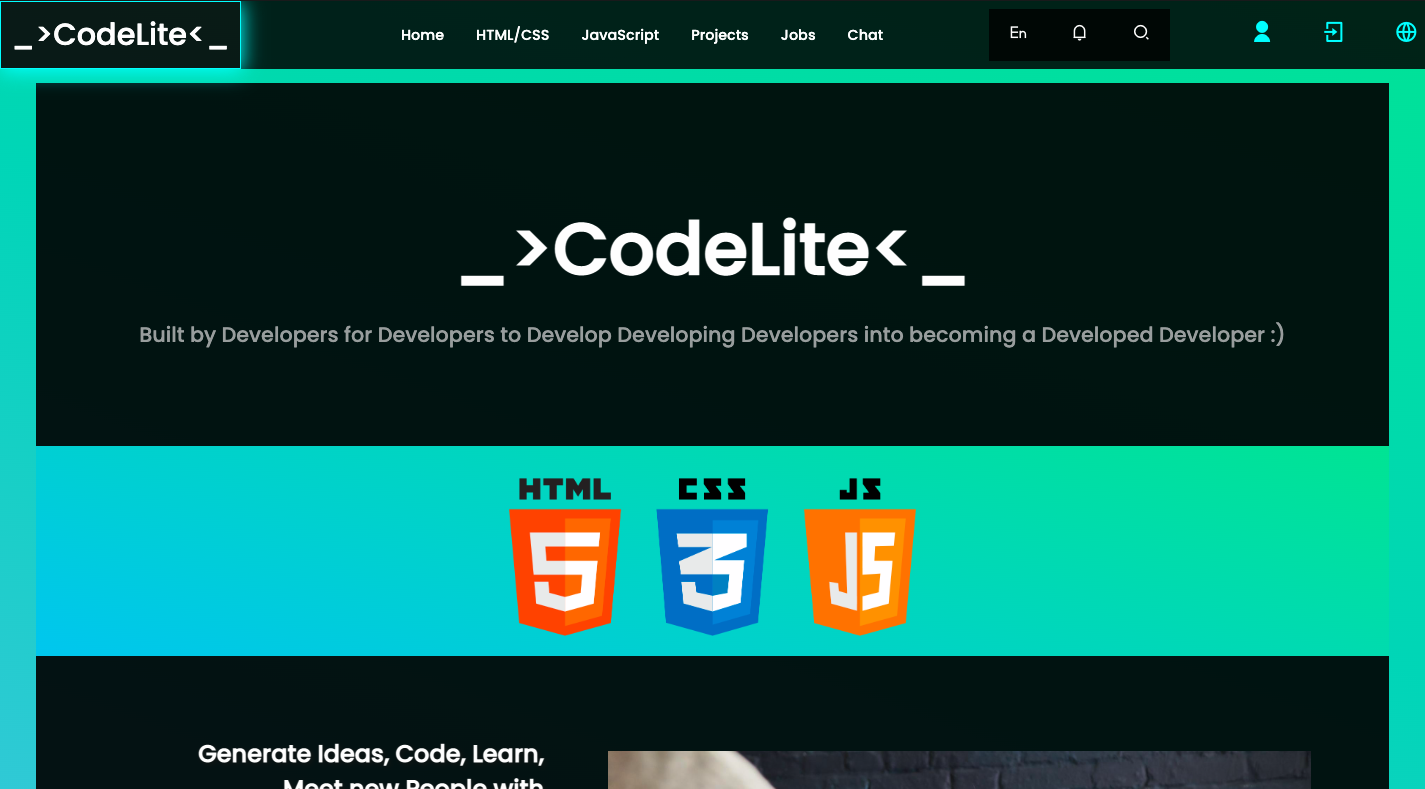 _>CodeLite<_
Home HTML/CSS JavaScript Projects Jobs Chat
En
_>CodeLite<_
Built by Developers for Developers to Develop Developing Developers into becoming a Developed Developer :)
HTML CSS JS
5 3 JS
Generate Ideas, Code, Learn,
Meet new People with